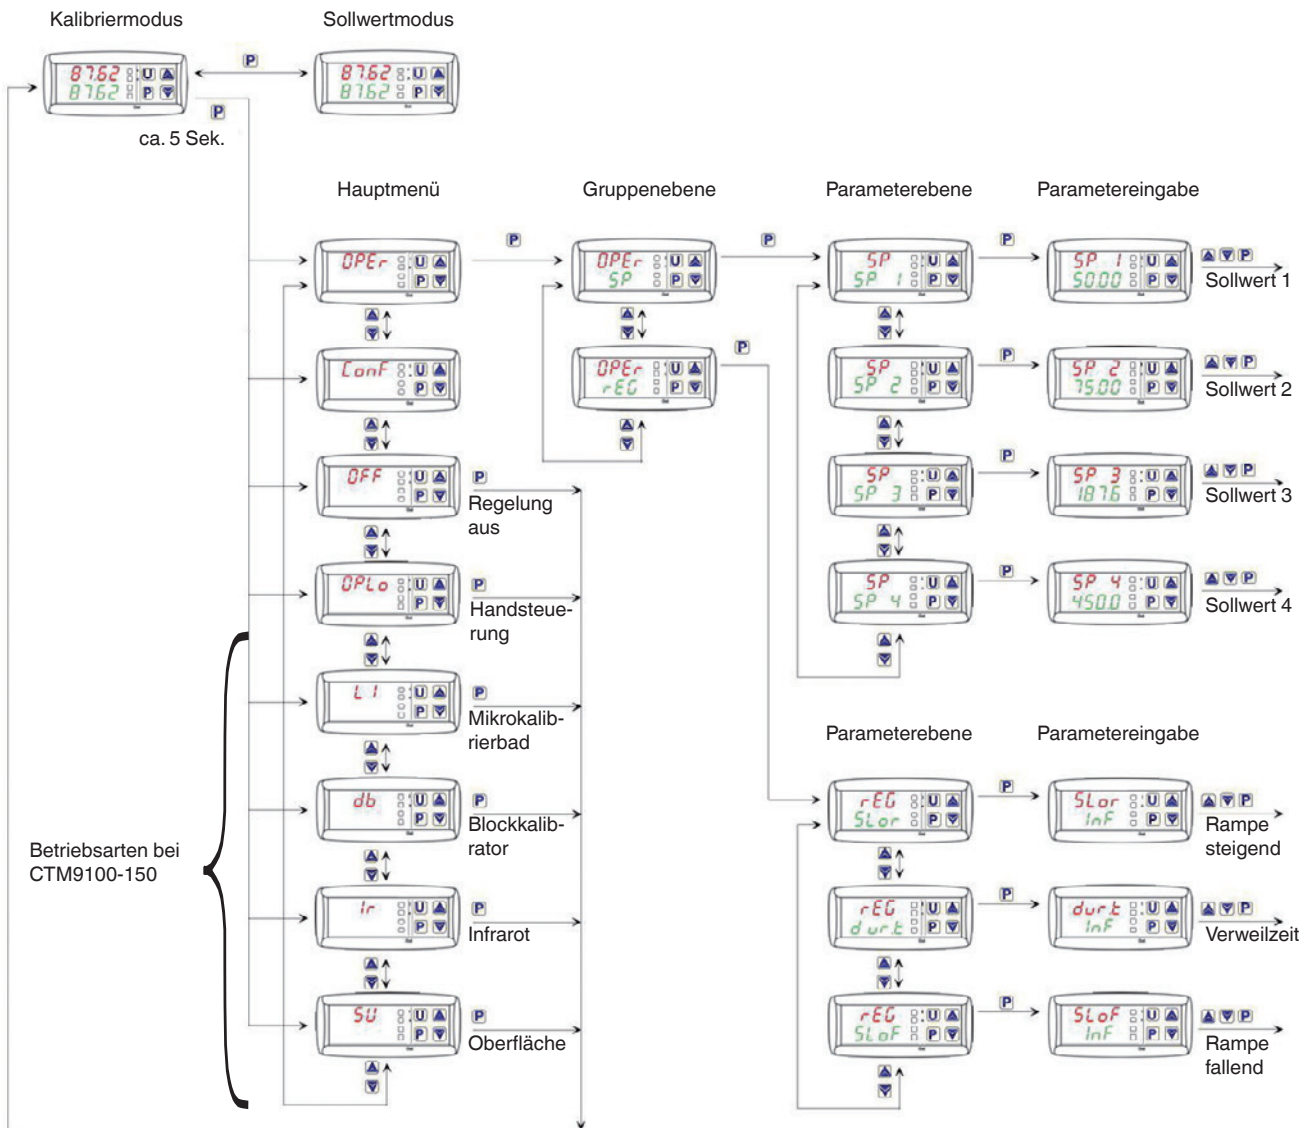 Kalibriermodus
Sollwertmodus
87.62 U
87.62 P
P
87.62 U
87.62 P
P
ca. 5 Sek.
Hauptmenü
Gruppenebene
Parameterebene
Parametereingabe
OPEr U
P
P
OPEr U
SP P
P
SP U
SP 1 P
P
SP 1 U
50.00 P
P
Sollwert 1
ConF U
P
OPEr U
rEG P
P
SP U
SP 2 P
P
SP 2 U
75.00 P
P
Sollwert 2
OFF U
P
P
Regelung
aus
SP U
SP 3 P
P
SP 3 U
187.6 P
P
Sollwert 3
OPLo U
P
P
Handsteue-
rung
SP U
SP 4 P
P
SP 4 U
450.0 P
P
Sollwert 4
L1 U
P
P
Mikrokalib-
rierbad
Parameterebene
Parametereingabe
db U
P
P
Blockkalib-
rator
rEG U
SLor P
P
SLor U
InF P
P
Rampe
steigend
Betriebsarten bei
CTM9100-150
Ir U
P
P
Infrarot
rEG U
dur.t P
P
dur.t U
InF P
P
Verweilzeit
SU U
P
P
Oberfläche
rEG U
SLoF P
P
SLoF U
InF P
P
Rampe
fallend